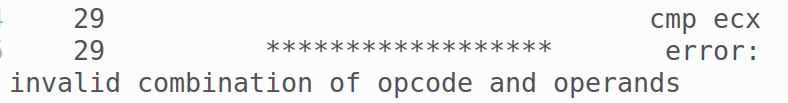 29 cmp ecx
29 ****************** error:
invalid combination of opcode and operands